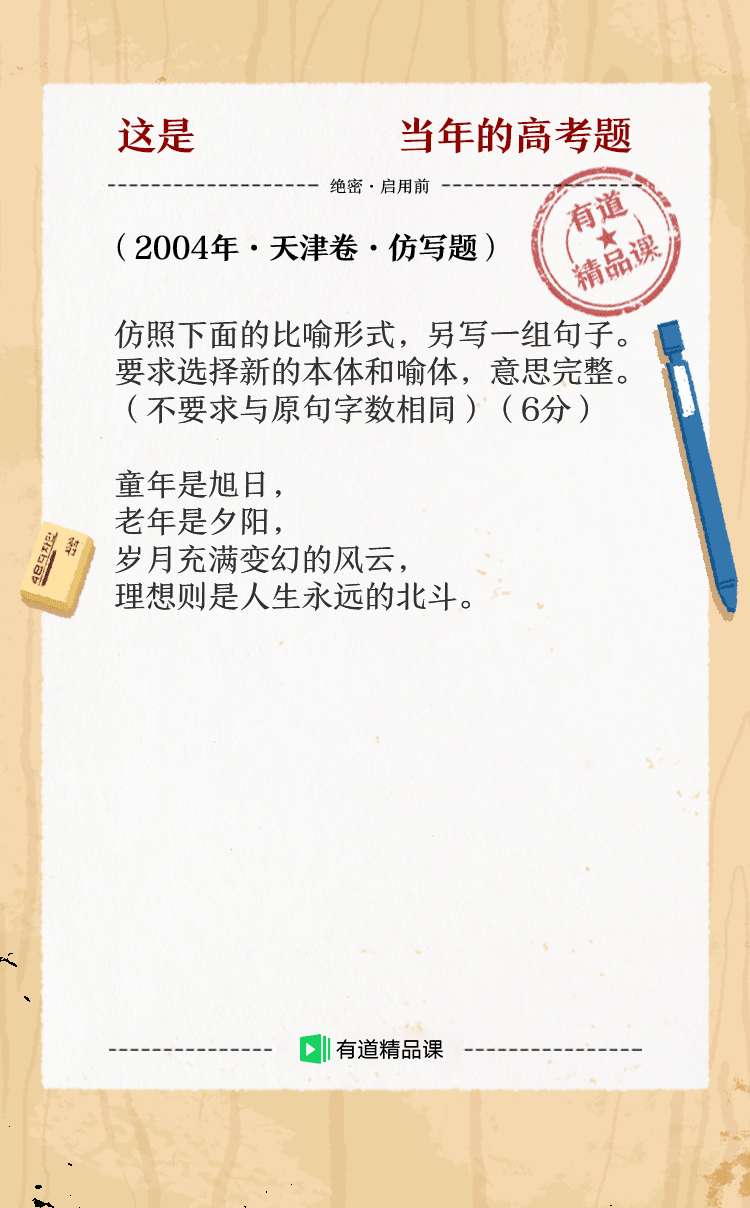 这是 当年的高考题
绝密·启用前
有道
精品课
（2004年·天津卷·仿写题）
仿照下面的比喻形式，另写一组句子。
要求选择新的本体和喻体，意思完整。
（不要求与原句字数相同）（6分）
童年是旭日，
老年是夕阳，
岁月充满变幻的风云，
理想则是人生永远的北斗。
有道精品课